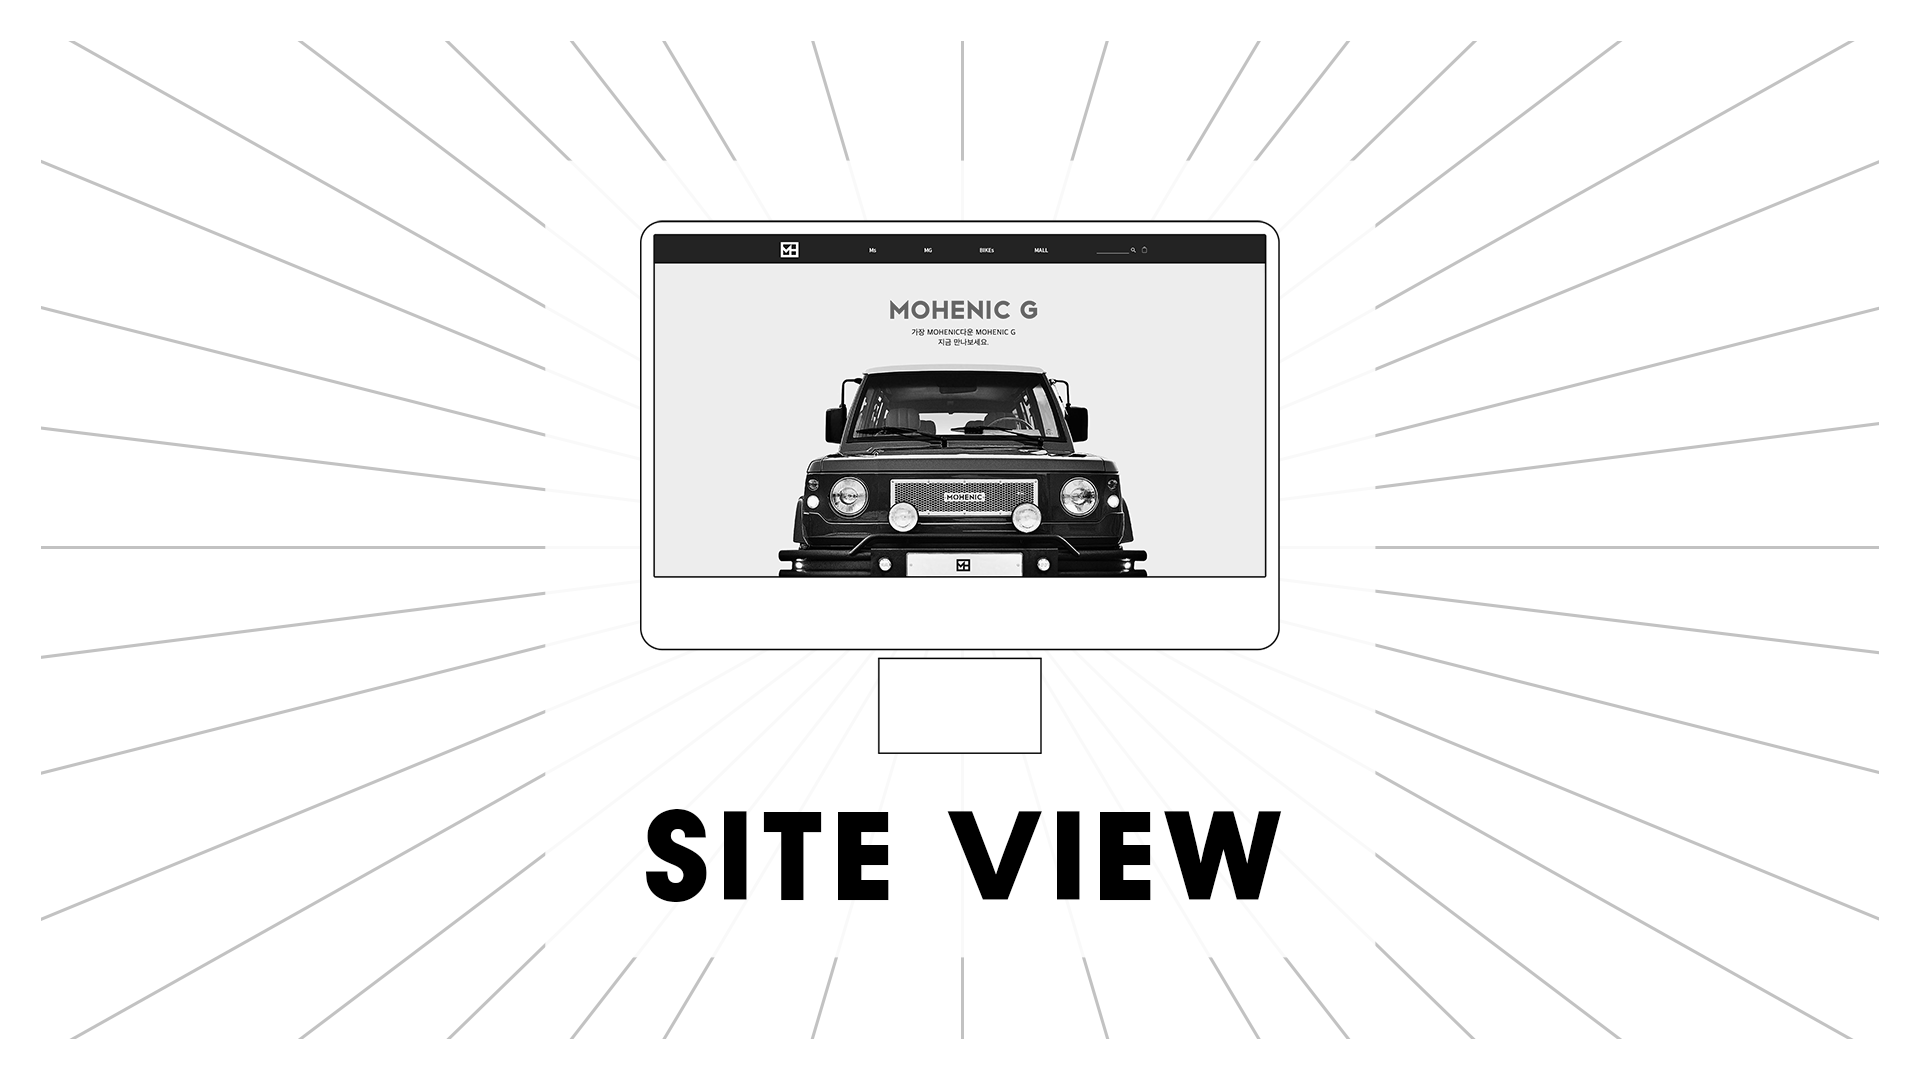 Ms MG BIKEs MALL
MOHENIC G
가장 MOHENIC다운 MOHENIC G
지금 만나보세요.
MOHENIC
SITE VIEW